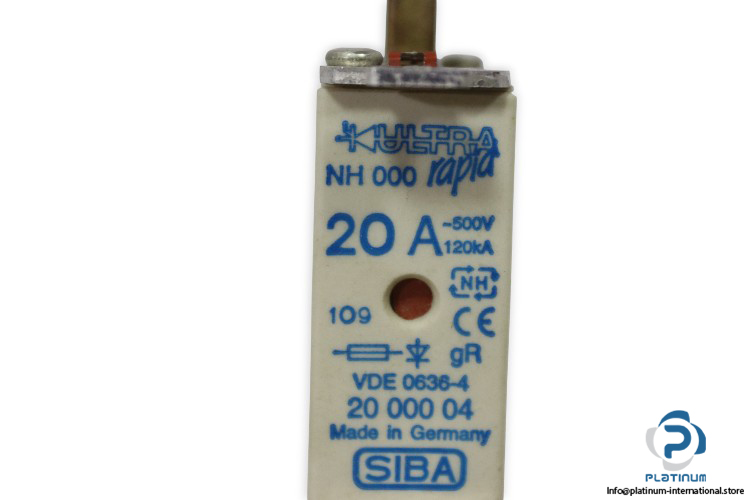 ULTRA
rapid
NH 000
20 A ~500V
120kA
NH
109
CE
gR
VDE 0636-4
20 000 04
Made in Germany
SIBA
PLATINUM
Info@platinum-international.store